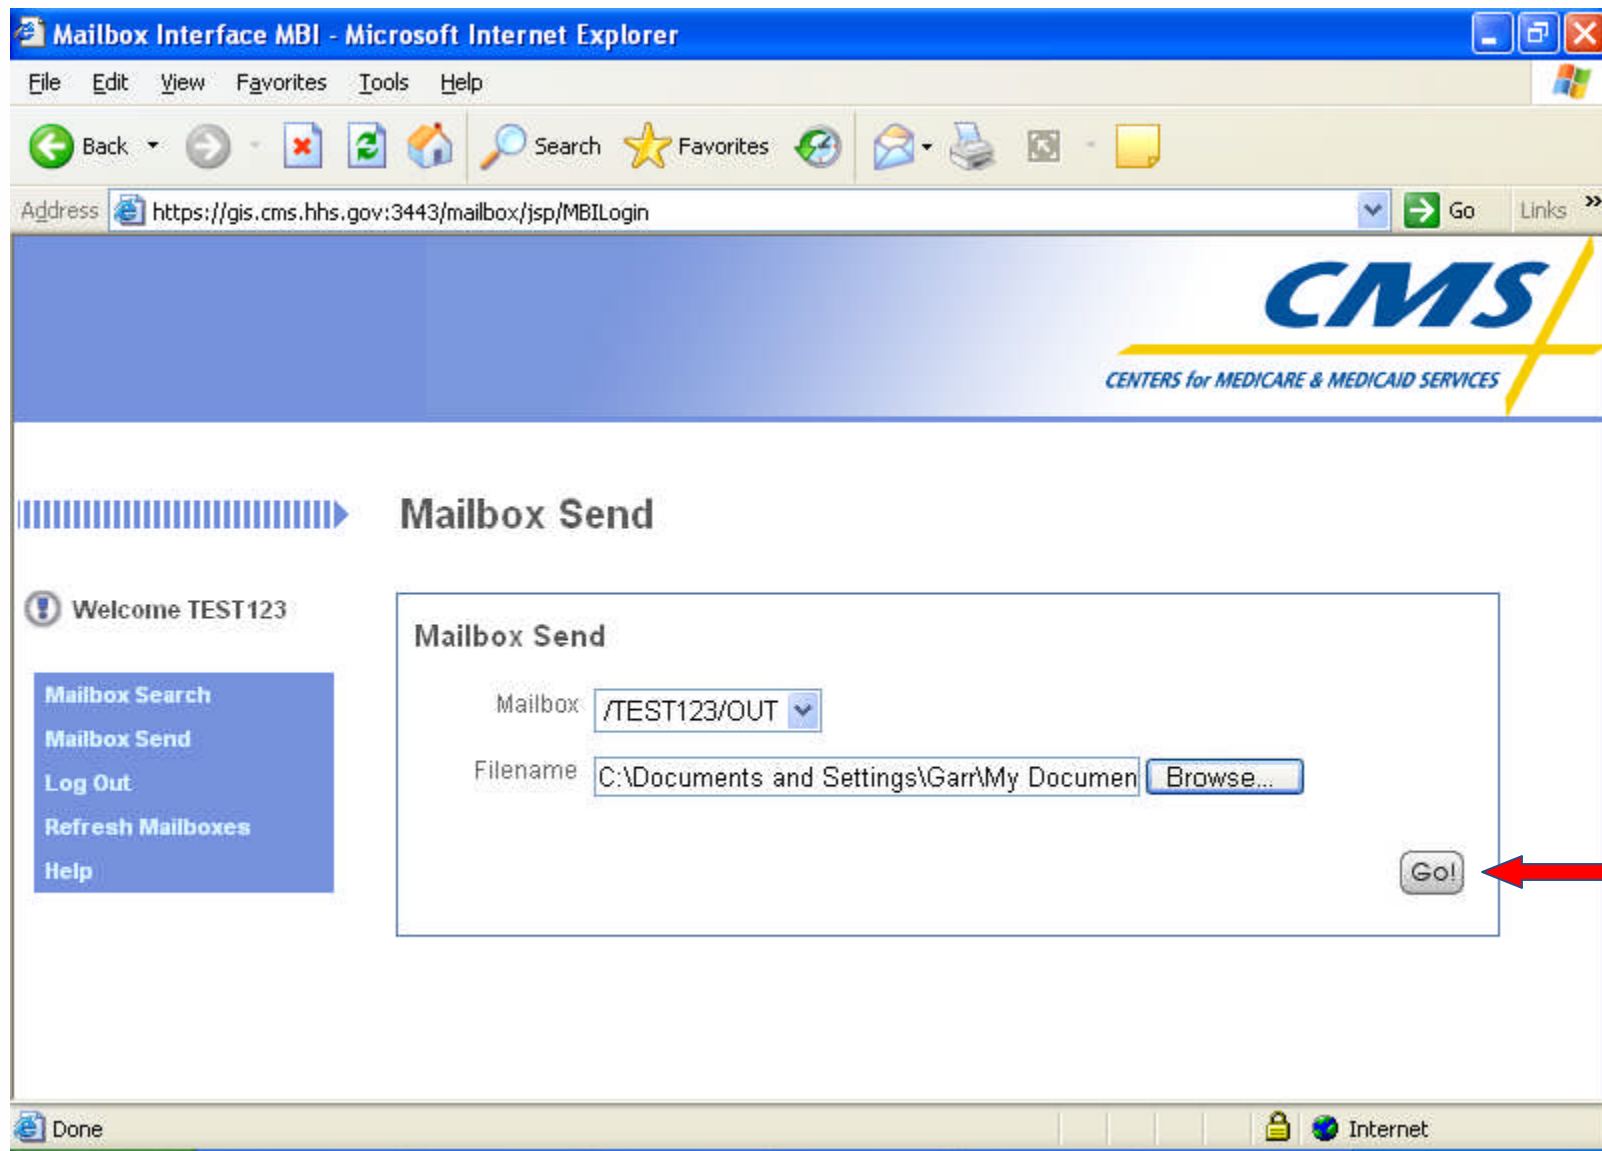 Mailbox Interface MBI - Microsoft Internet Explorer
File Edit View Favorites Tools Help
Back Search Favorites
Address https://gis.cms.hhs.gov:3443/mailbox/jsp/MBILogin Go Links »
CMS
CENTERS for MEDICARE & MEDICAID SERVICES
Mailbox Send
Welcome TEST123
Mailbox Search
Mailbox Send
Log Out
Refresh Mailboxes
Help
Mailbox Send
Mailbox /TEST123/OUT
Filename C:\Documents and Settings\Garr\My Documen Browse...
Go!
Done Internet